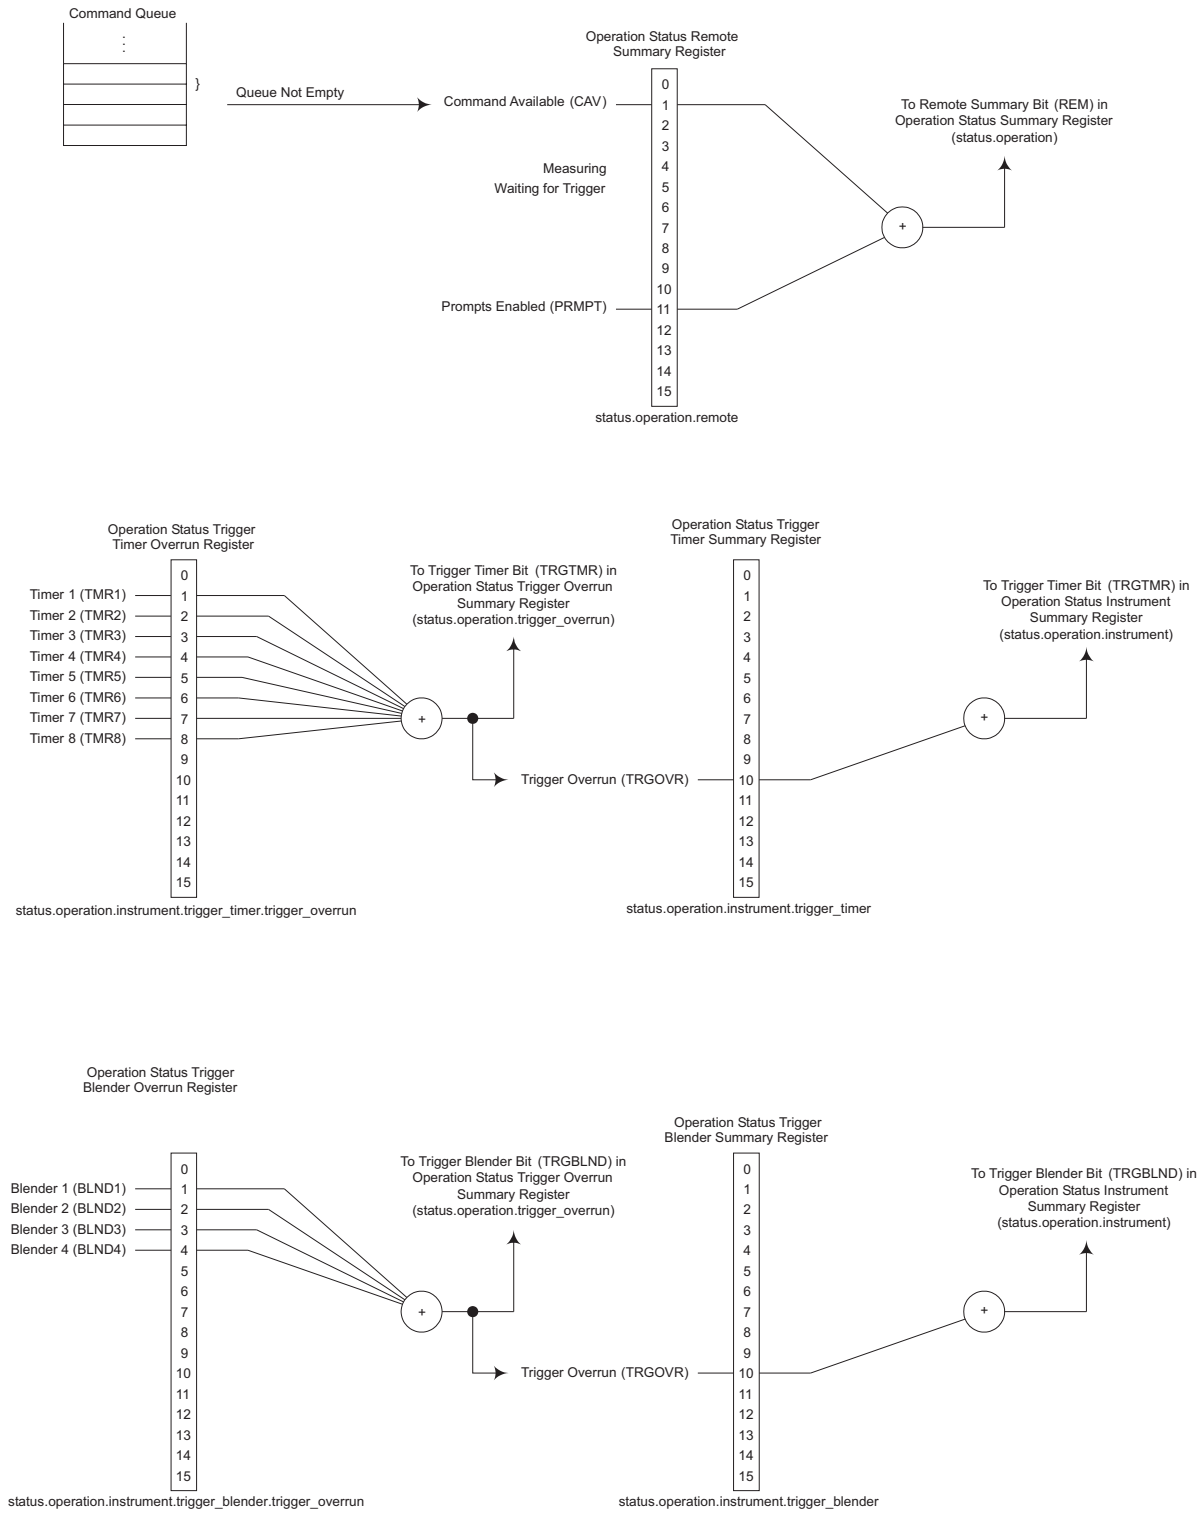 Command Queue
Operation Status Remote
Summary Register
}
Queue Not Empty
Command Available (CAV)
Measuring
Waiting for Trigger
Prompts Enabled (PRMPT)
0
1
2
3
4
5
6
7
8
9
10
11
12
13
14
15
status.operation.remote
+
To Remote Summary Bit (REM) in
Operation Status Summary Register
(status.operation)
Operation Status Trigger
Timer Overrun Register
Timer 1 (TMR1)
Timer 2 (TMR2)
Timer 3 (TMR3)
Timer 4 (TMR4)
Timer 5 (TMR5)
Timer 6 (TMR6)
Timer 7 (TMR7)
Timer 8 (TMR8)
0
1
2
3
4
5
6
7
8
9
10
11
12
13
14
15
status.operation.instrument.trigger_timer.trigger_overrun
+
To Trigger Timer Bit (TRGTMR) in
Operation Status Trigger Overrun
Summary Register
(status.operation.trigger_overrun)
Trigger Overrun (TRGOVR)
Operation Status Trigger
Timer Summary Register
0
1
2
3
4
5
6
7
8
9
10
11
12
13
14
15
status.operation.instrument.trigger_timer
+
To Trigger Timer Bit (TRGTMR) in
Operation Status Instrument
Summary Register
(status.operation.instrument)
Operation Status Trigger
Blender Overrun Register
Blender 1 (BLND1)
Blender 2 (BLND2)
Blender 3 (BLND3)
Blender 4 (BLND4)
0
1
2
3
4
5
6
7
8
9
10
11
12
13
14
15
status.operation.instrument.trigger_blender.trigger_overrun
+
To Trigger Blender Bit (TRGBLND) in
Operation Status Trigger Overrun
Summary Register
(status.operation.trigger_overrun)
Trigger Overrun (TRGOVR)
Operation Status Trigger
Blender Summary Register
0
1
2
3
4
5
6
7
8
9
10
11
12
13
14
15
status.operation.instrument.trigger_blender
+
To Trigger Blender Bit (TRGBLND) in
Operation Status Instrument
Summary Register
(status.operation.instrument)